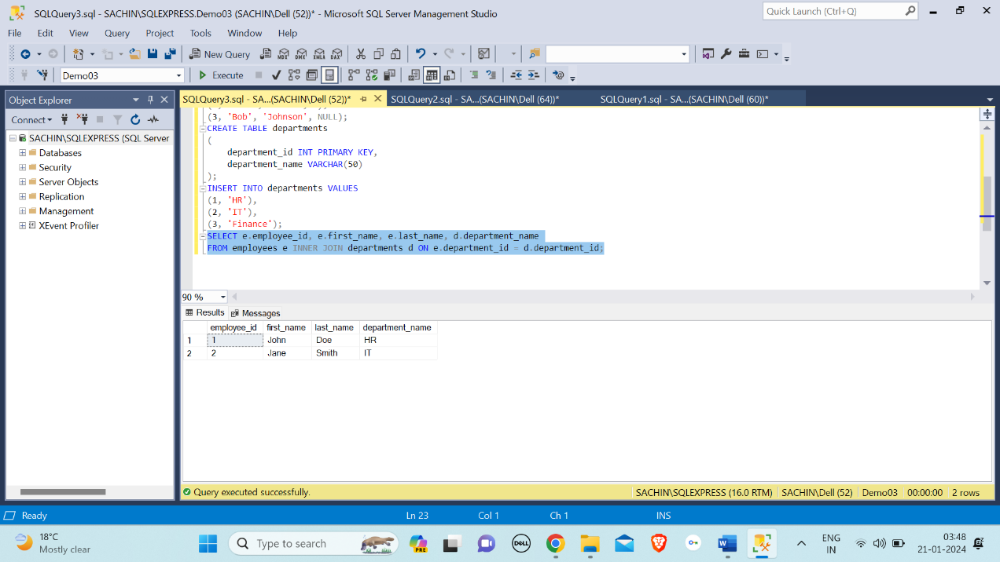 SQLQuery3.sql - SACHIN\SQLEXPRESS.Demo03 (SACHIN\Dell (52))* - Microsoft SQL Server Management Studio
Quick Launch (Ctrl+Q)
File Edit View Query Project Tools Window Help
New Query MDX DMX XMLA DAX
Demo03 Execute
Object Explorer
Connect
SACHIN\SQLEXPRESS (SQL Server
Databases
Security
Server Objects
Replication
Management
XEvent Profiler
SQLQuery3.sql - SA...(SACHIN\Dell (52))* SQLQuery2.sql - SA...(SACHIN\Dell (64))* SQLQuery1.sql - SA...(SACHIN\Dell (60))*
(3, 'Bob', 'Johnson', NULL);
CREATE TABLE departments
(
department_id INT PRIMARY KEY,
department_name VARCHAR(50)
);
INSERT INTO departments VALUES
(1, 'HR'),
(2, 'IT'),
(3, 'Finance');
SELECT e.employee_id, e.first_name, e.last_name, d.department_name
FROM employees e INNER JOIN departments d ON e.department_id = d.department_id;
90 %
Results Messages
employee_id first_name last_name department_name
1 1 John Doe HR
2 2 Jane Smith IT
Query executed successfully. SACHIN\SQLEXPRESS (16.0 RTM) SACHIN\Dell (52) Demo03 00:00:00 2 rows
Ready Ln 23 Col 1 Ch 1 INS
18°C
Mostly clear
Type to search
PRE
DELL
W
ENG
IN
03:48
21-01-2024